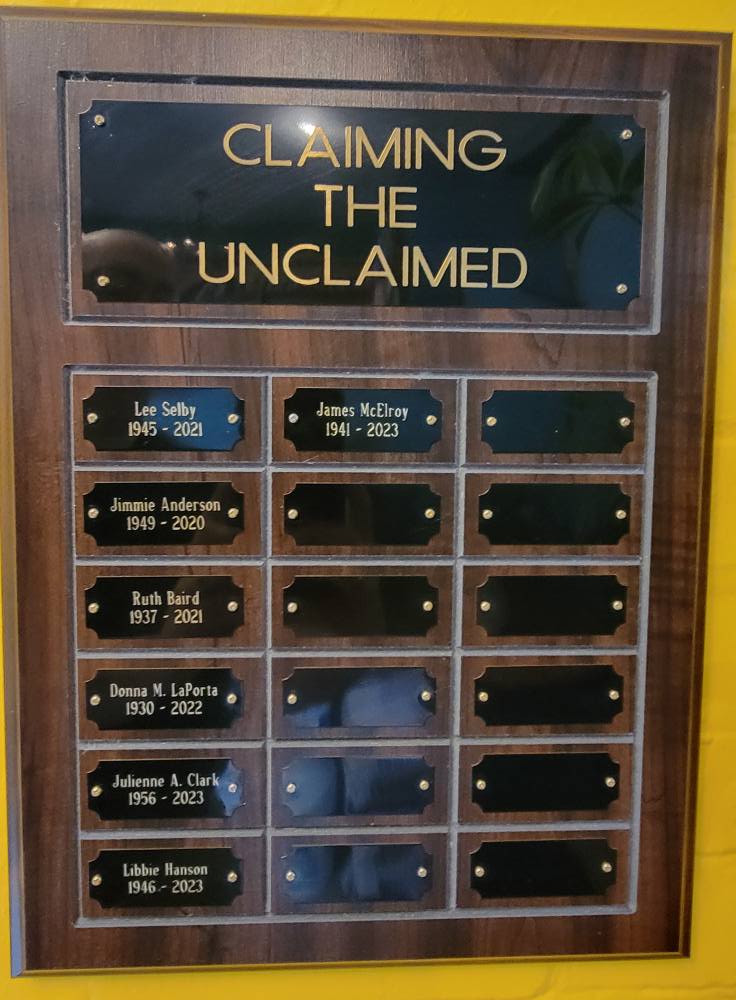 CLAIMING
THE
UNCLAIMED
Lee Selby
1945 - 2021
Jimmie Anderson
1949 - 2020
Ruth Baird
1937 - 2021
Donna M. LaPorta
1930 - 2022
Julienne A. Clark
1956 - 2023
Libbie Hanson
1946 - 2023
James McElroy
1941 - 2023